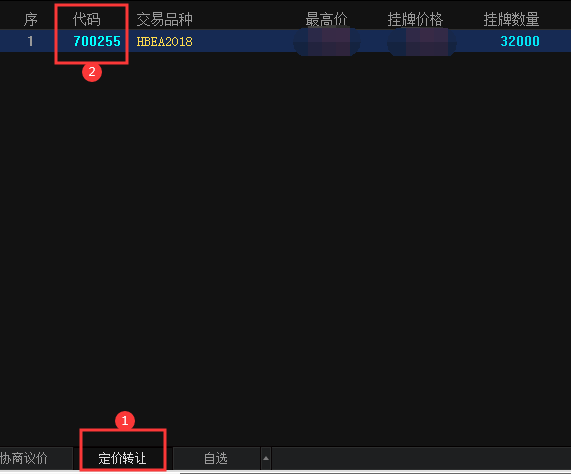 序 代码 交易品种 最高价 挂牌价格 挂牌数量
1 700255 HBEA2018 32000
2
1
协商议价 定价转让 自选